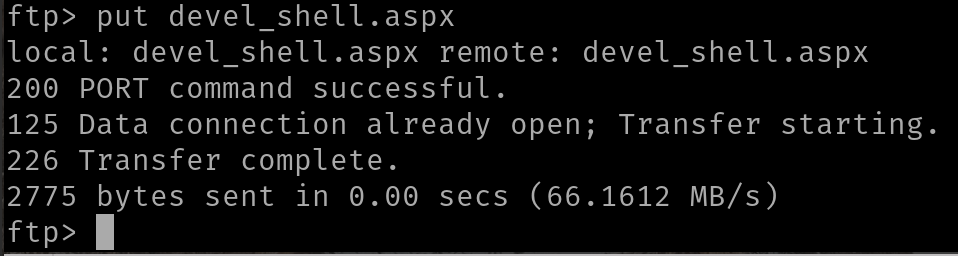 ftp> put devel_shell.aspx
local: devel_shell.aspx remote: devel_shell.aspx
200 PORT command successful.
125 Data connection already open; Transfer starting.
226 Transfer complete.
2775 bytes sent in 0.00 secs (66.1612 MB/s)
ftp>